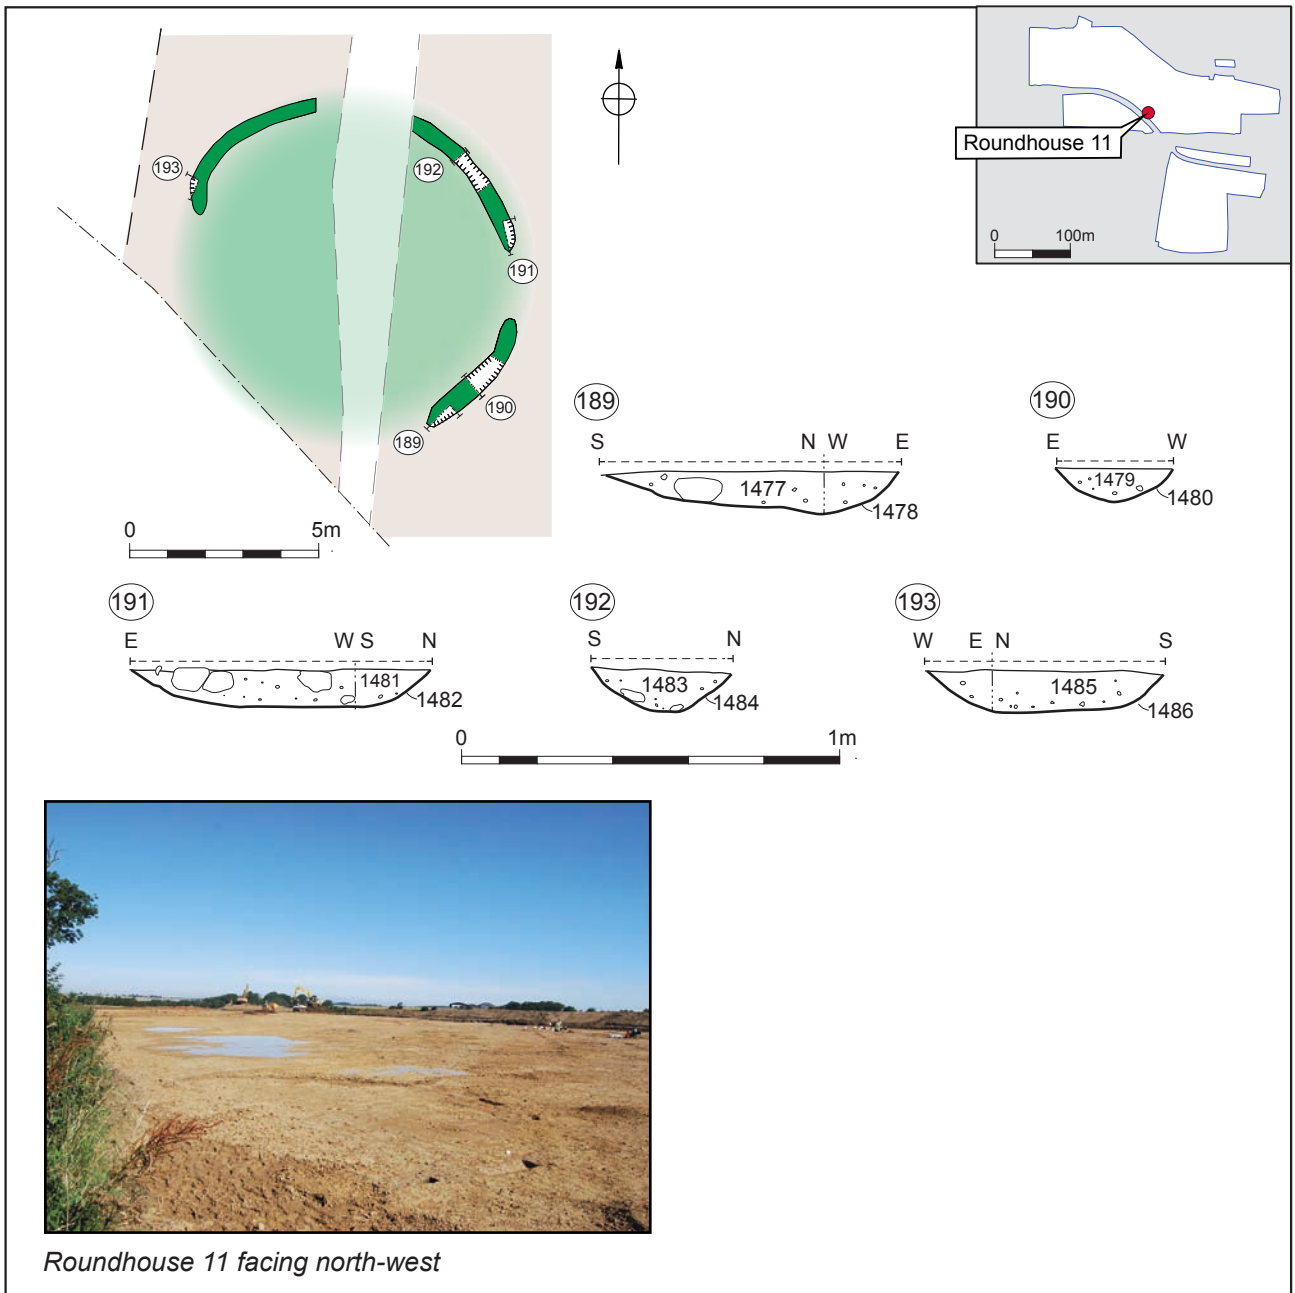 193
192
191
190
189
0 5m
Roundhouse 11
0 100m
189
S N W E
1477
1478
190
E W
1479
1480
191
E W S N
1481
1482
192
S N
1483
1484
193
W E N S
1485
1486
0 1m
Roundhouse 11 facing north-west